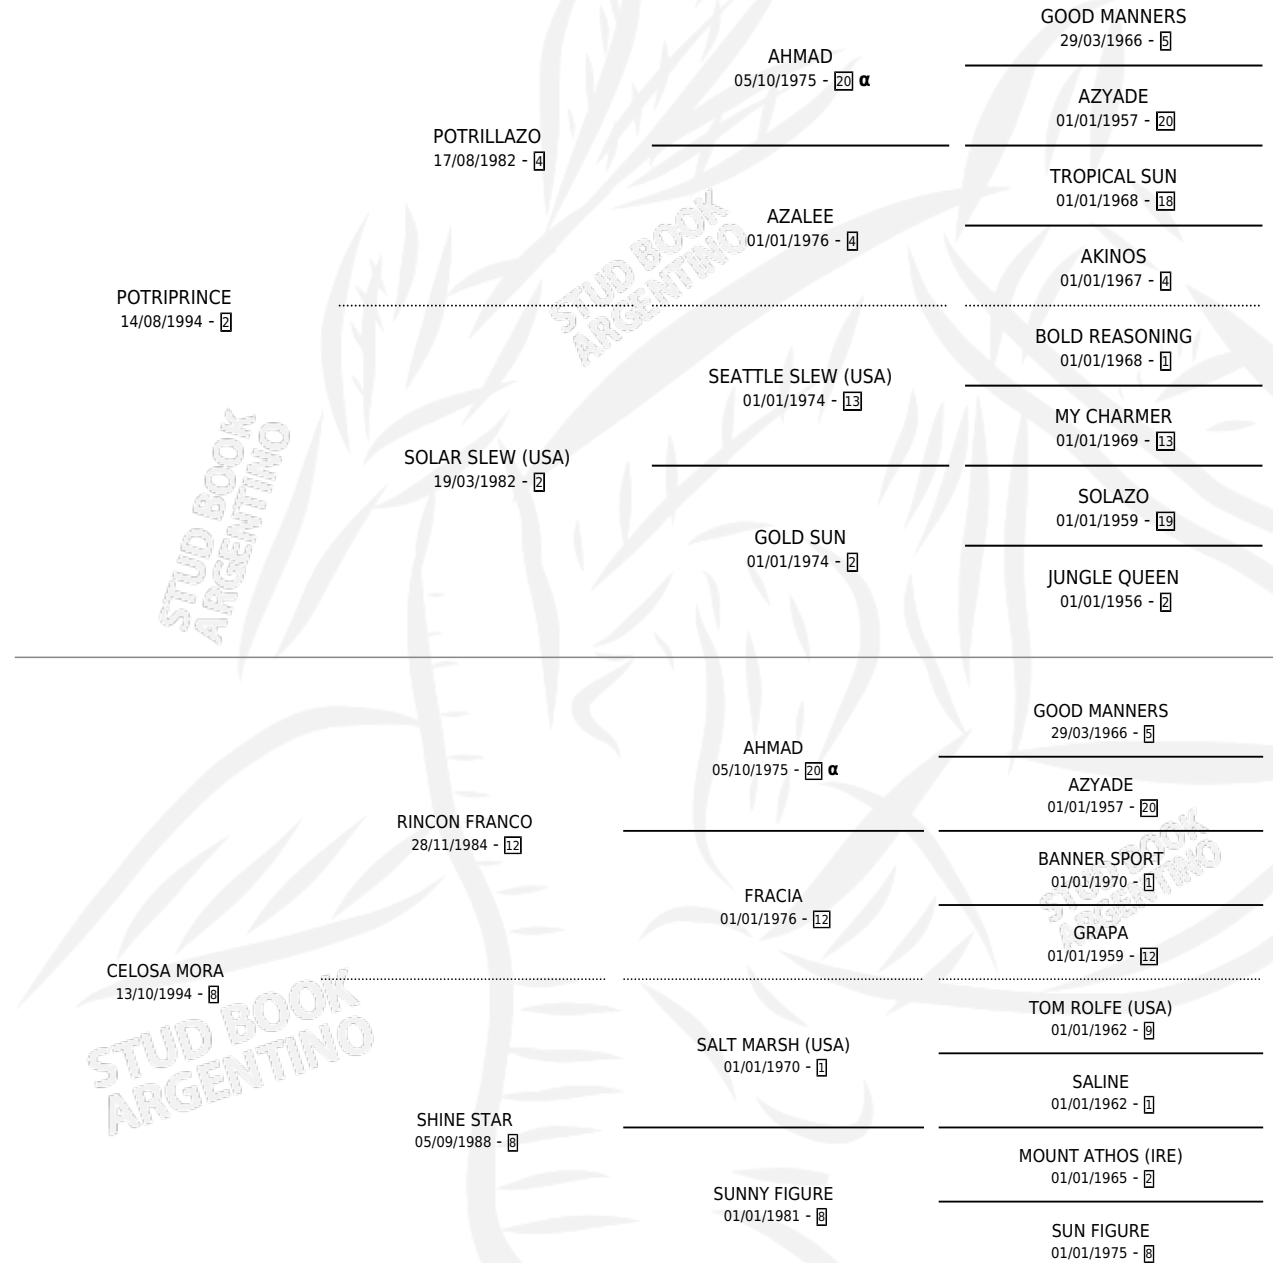 GOOD MANNERS
29/03/1966 - 5
AHMAD
05/10/1975 - 20 α
AZYADE
01/01/1957 - 20
POTRILLAZO
17/08/1982 - 4
TROPICAL SUN
01/01/1968 - 18
AZALEE
01/01/1976 - 4
AKINOS
01/01/1967 - 4
POTRIPRINCE
14/08/1994 - 2
BOLD REASONING
01/01/1968 - 1
SEATTLE SLEW (USA)
01/01/1974 - 13
MY CHARMER
01/01/1969 - 13
SOLAR SLEW (USA)
19/03/1982 - 2
SOLAZO
01/01/1959 - 19
GOLD SUN
01/01/1974 - 2
JUNGLE QUEEN
01/01/1956 - 2
GOOD MANNERS
29/03/1966 - 5
AHMAD
05/10/1975 - 20 α
AZYADE
01/01/1957 - 20
RINCON FRANCO
28/11/1984 - 12
BANNER SPORT
01/01/1970 - 1
FRACIA
01/01/1976 - 12
GRAPA
01/01/1959 - 12
CELOSA MORA
13/10/1994 - 8
TOM ROLFE (USA)
01/01/1962 - 9
SALT MARSH (USA)
01/01/1970 - 1
SALINE
01/01/1962 - 1
SHINE STAR
05/09/1988 - 8
MOUNT ATHOS (IRE)
01/01/1965 - 2
SUNNY FIGURE
01/01/1981 - 8
SUN FIGURE
01/01/1975 - 8
STUD BOOK
ARGENTINO
STUD BOOK
ARGENTINO
STUD BOOK
ARGENTINO
STUD BOOK
ARGENTINO